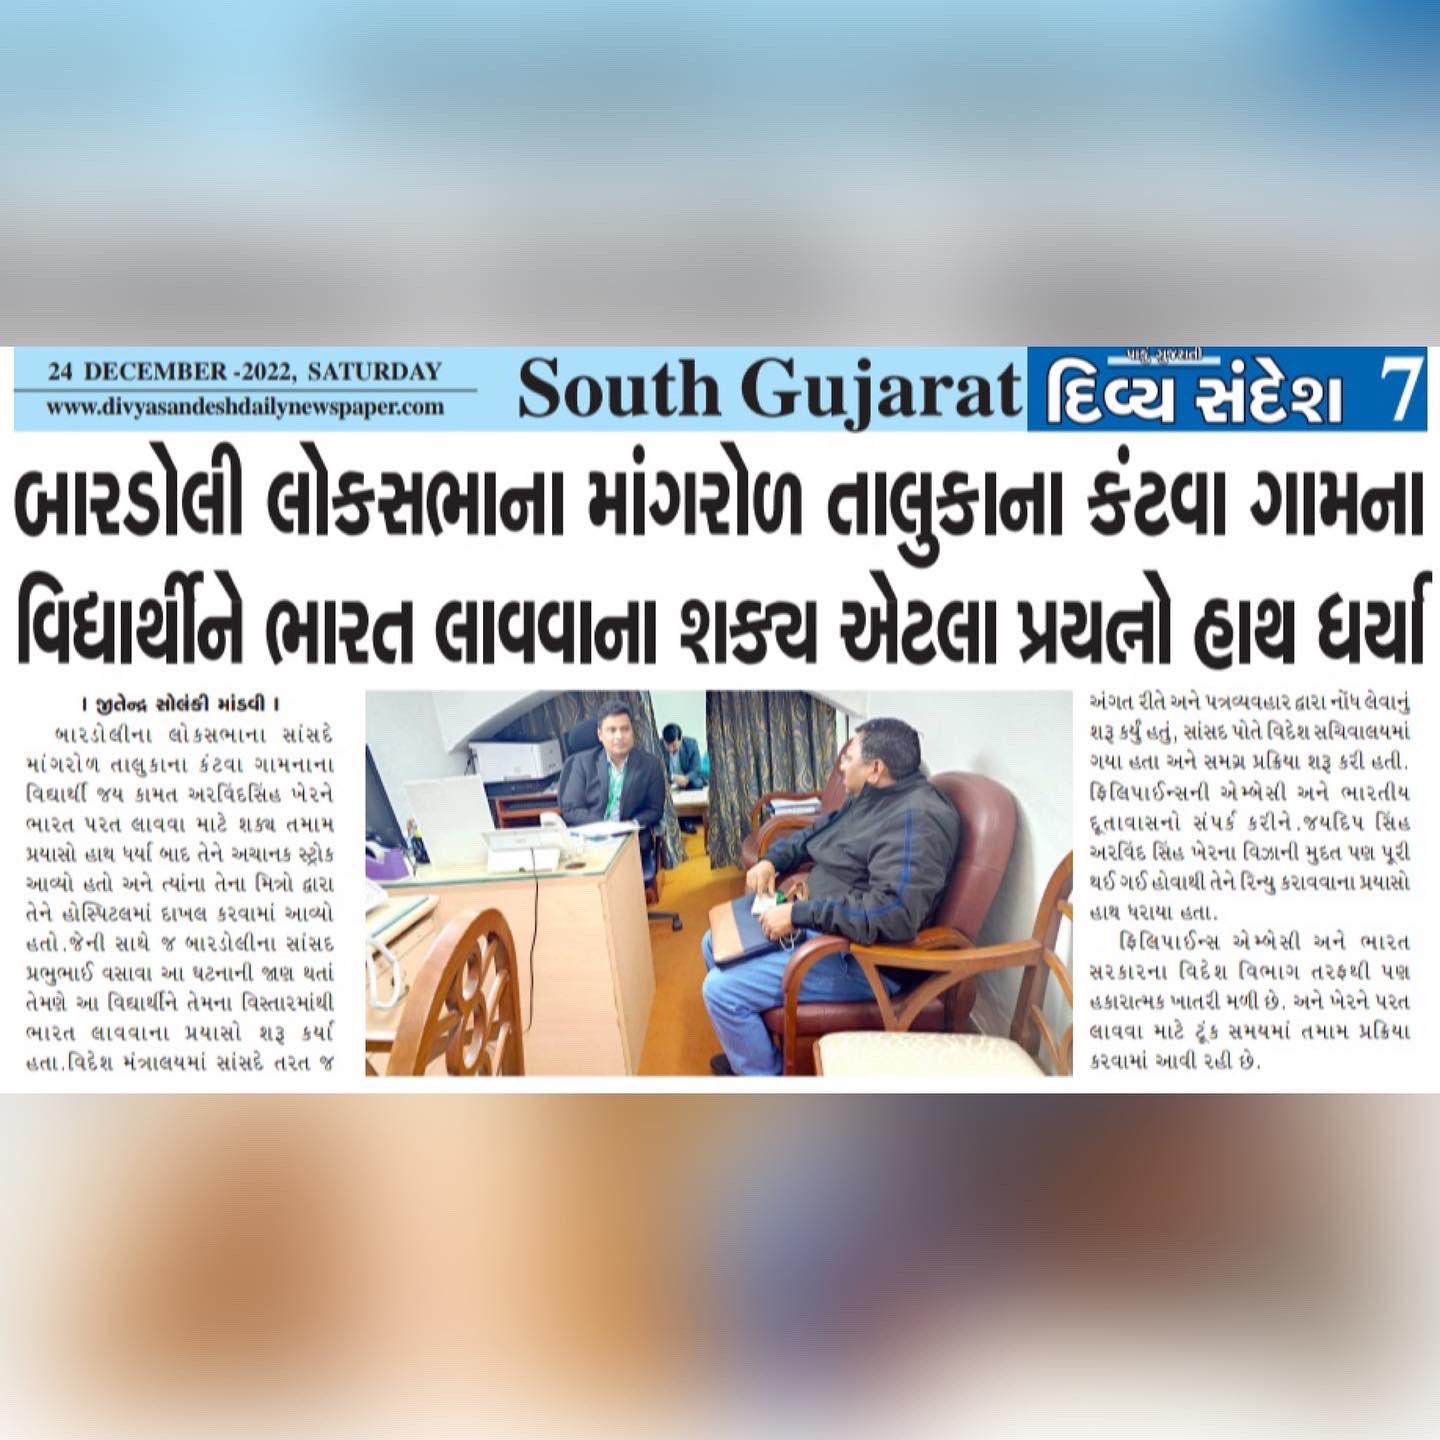 24 DECEMBER -2022, SATURDAY
www.divyasandeshdailynewspaper.com
South Gujarat
પાર્ક ગુજરાતી
દિવ્ય સંદેશ 7
બારડોલી લોકસભાના માંગરોળ તાલુકાના કંટવા ગામના
વિદ્યાર્થીને ભારત લાવવાના શક્ય એટલા પ્રયત્નો હાથ ધર્યા
। જીતેન્દ્ર સોલંકી માંડવી ।
બારડોલીના લોકસભાના સાંસદે
માંગરોળ તાલુકાના કંટવા ગામનાના
વિદ્યાર્થી જય કામત અરવિંદસિંહ ખેરને
ભારત પરત લાવવા માટે શક્ય તમામ
પ્રયાસો હાથ ધર્યા બાદ તેને અચાનક સ્ટ્રોક
આવ્યો હતો અને ત્યાંના તેના મિત્રો દ્વારા
તેને હોસ્પિટલમાં દાખલ કરવામાં આવ્યો
હતો.જેની સાથે જ બારડોલીના સાંસદ
પ્રભુભાઈ વસાવા આ ઘટનાની જાણ થતાં
તેમણે આ વિદ્યાર્થીને તેમના વિસ્તારમાંથી
ભારત લાવવાના પ્રયાસો શરૂ કર્યા
હતા.વિદેશ મંત્રાલયમાં સાંસદે તરત જ
અંગત રીતે અને પત્રવ્યવહાર દ્વારા નોંધ લેવાનું
શરૂ કર્યું હતું, સાંસદ પોતે વિદેશ સચિવાલયમાં
ગયા હતા અને સમગ્ર પ્રક્રિયા શરૂ કરી હતી.
ફિલિપાઈન્સની એમ્બેસી અને ભારતીય
દૂતાવાસનો સંપર્ક કરીને.જયદિપ સિંહ
અરવિંદ સિંહ ખેરના વિઝાની મુદત પણ પૂરી
થઈ ગઈ હોવાથી તેને રિન્યુ કરાવવાના પ્રયાસો
હાથ ધરાયા હતા.
ફિલિપાઈન્સ એમ્બેસી અને ભારત
સરકારના વિદેશ વિભાગ તરફથી પણ
હકારાત્મક ખાતરી મળી છે. અને ખેરને પરત
લાવવા માટે ટૂંક સમયમાં તમામ પ્રક્રિયા
કરવામાં આવી રહી છે.